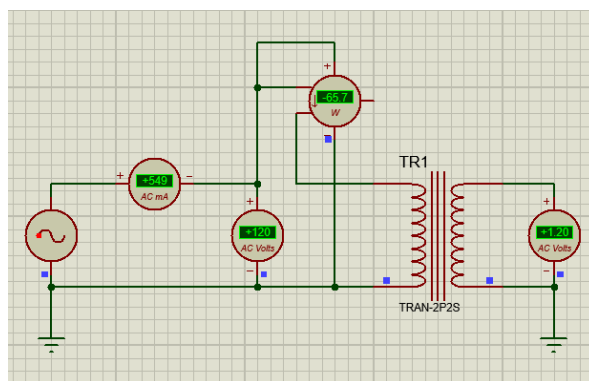 +
-65.7
W
TR1
+ +549 −
AC mA
+
+120
AC Volts
−
+
+1.20
AC Volts
−
TRAN-2P2S